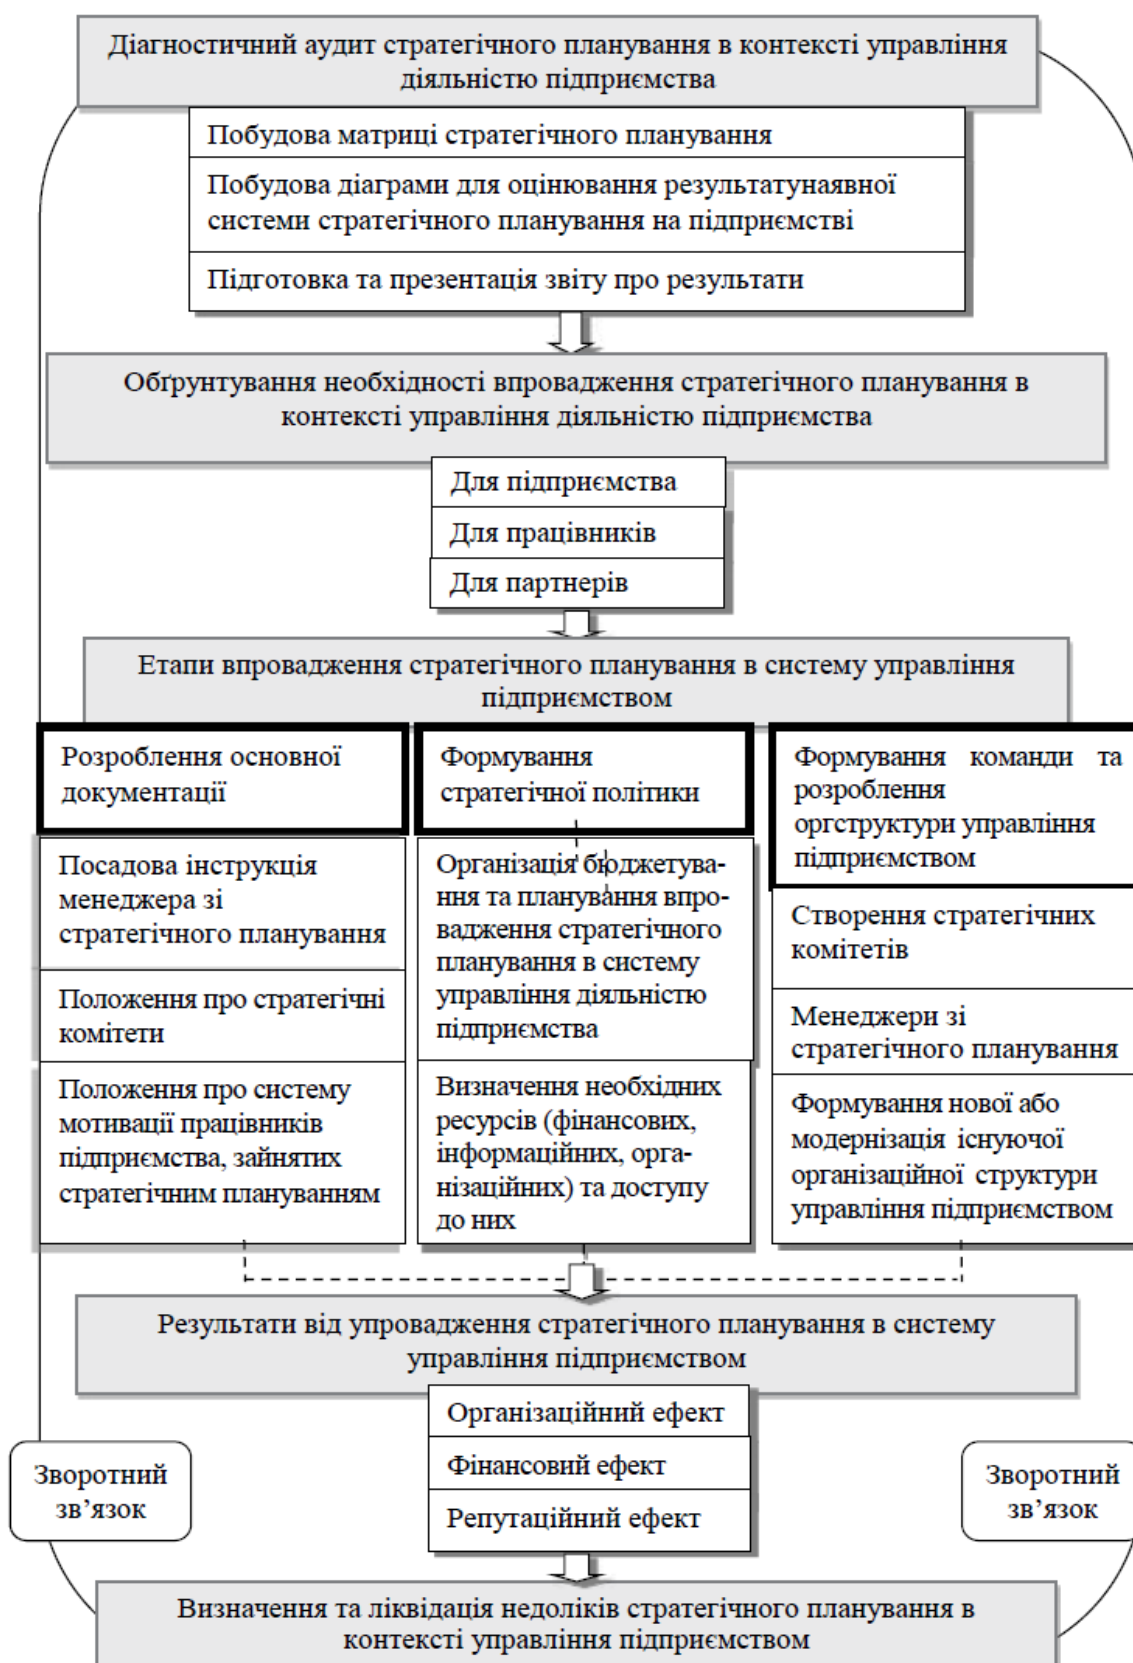 Діагностичний аудит стратегічного планування в контексті управління
діяльністю підприємства
Побудова матриці стратегічного планування
Побудова діаграми для оцінювання результатунаявної
системи стратегічного планування на підприємстві
Підготовка та презентація звіту про результати
Обґрунтування необхідності впровадження стратегічного планування в
контексті управління діяльністю підприємства
Для підприємства
Для працівників
Для партнерів
Етапи впровадження стратегічного планування в систему управління
підприємством
Розроблення основної
документації
Посадова інструкція
менеджера зі
стратегічного планування
Положення про стратегічні
комітети
Положення про систему
мотивації працівників
підприємства, зайнятих
стратегічним плануванням
Формування
стратегічної політики
Організація бюджетува-
ння та планування впро-
вадження стратегічного
планування в систему
управління діяльністю
підприємства
Визначення необхідних
ресурсів (фінансових,
інформаційних, орга-
нізаційних) та доступу
до них
Формування команди та
розроблення
оргструктури управління
підприємством
Створення стратегічних
комітетів
Менеджери зі
стратегічного планування
Формування нової або
модернізація існуючої
організаційної структури
управління підприємством
Результати від упровадження стратегічного планування в систему
управління підприємством
Організаційний ефект
Фінансовий ефект
Репутаційний ефект
Зворотний
зв’язок
Зворотний
зв’язок
Визначення та ліквідація недоліків стратегічного планування в
контексті управління підприємством